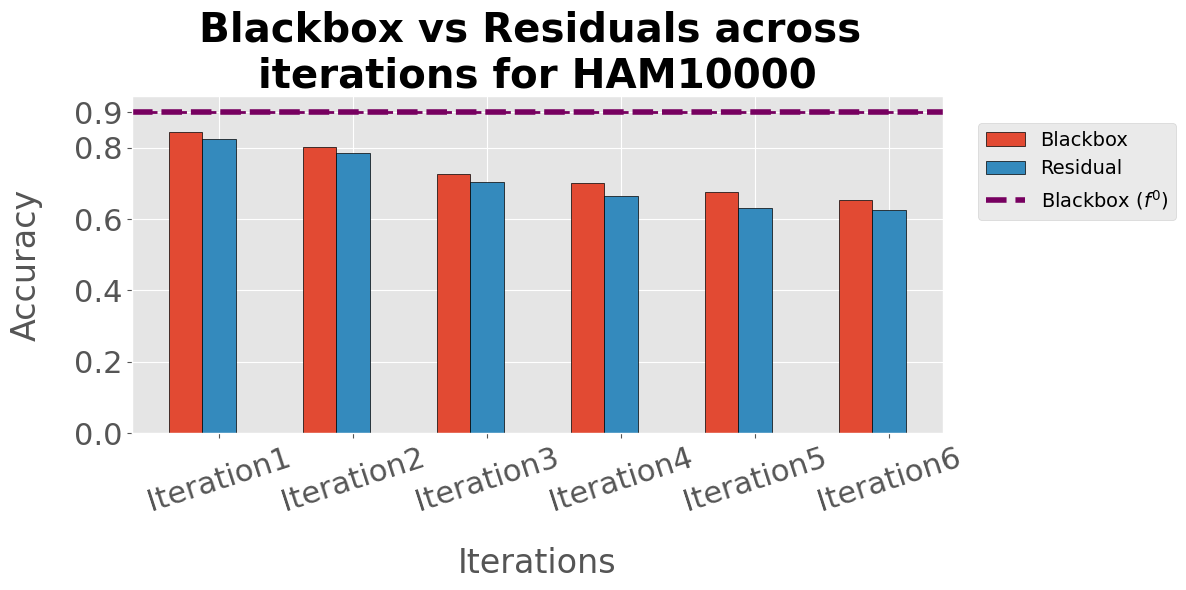 Blackbox vs Residuals across
iterations for HAM10000
Accuracy
0.9
0.8
0.6
0.4
0.2
0.0
Iteration1
Iteration2
Iteration3
Iteration4
Iteration5
Iteration6
Iterations
Blackbox
Residual
Blackbox (f⁰)